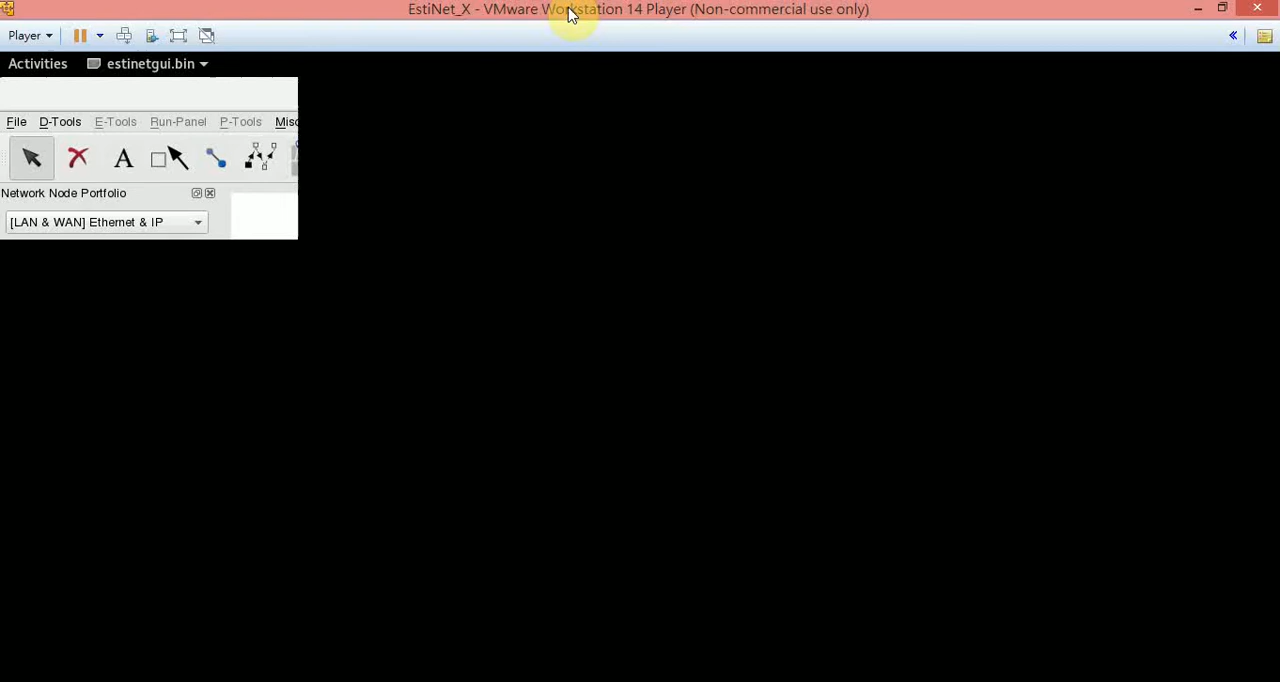 EstiNet_X - VMware Workstation 14 Player (Non-commercial use only)
Player
Activities estinetgui.bin
File D-Tools E-Tools Run-Panel P-Tools Misc
A
Network Node Portfolio
[LAN & WAN] Ethernet & IP